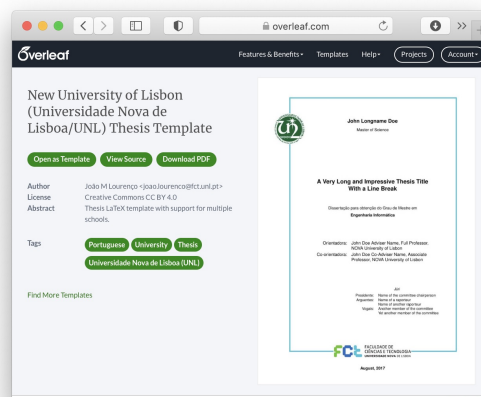 overleaf.com
Overleaf
Features & Benefits
Templates
Help
Projects
Account
New University of Lisbon
(Universidade Nova de
Lisboa/UNL) Thesis Template
Open as Template
View Source
Download PDF
Author João M Lourenço <joao.lourenco@fct.unl.pt>
License Creative Commons CC BY 4.0
Abstract Thesis LaTeX template with support for multiple
schools.
Tags Portuguese University Thesis
Universidade Nova de Lisboa (UNL)
Find More Templates
John Longname Doe
Master of Science
A Very Long and Impressive Thesis Title
With a Line Break
Dissertação para obtenção do Grau de Mestre em
Engenharia Informática
Orientadors: John Doe Adviser Name, Full Professor,
NOVA University of Lisbon
Co-orientadors: John Doe Co-Adviser Name, Associate
Professor, NOVA University of Lisbon
Júri
Presidente: Name of the committee chairperson
Arguentes: Name of a raporteur
Name of another raporteur
Vogais: Another member of the committee
Yet another member of the committee
FCt FACULDADE DE
CIÊNCIAS E TECNOLOGIA
UNIVERSIDADE NOVA DE LISBOA
August, 2017